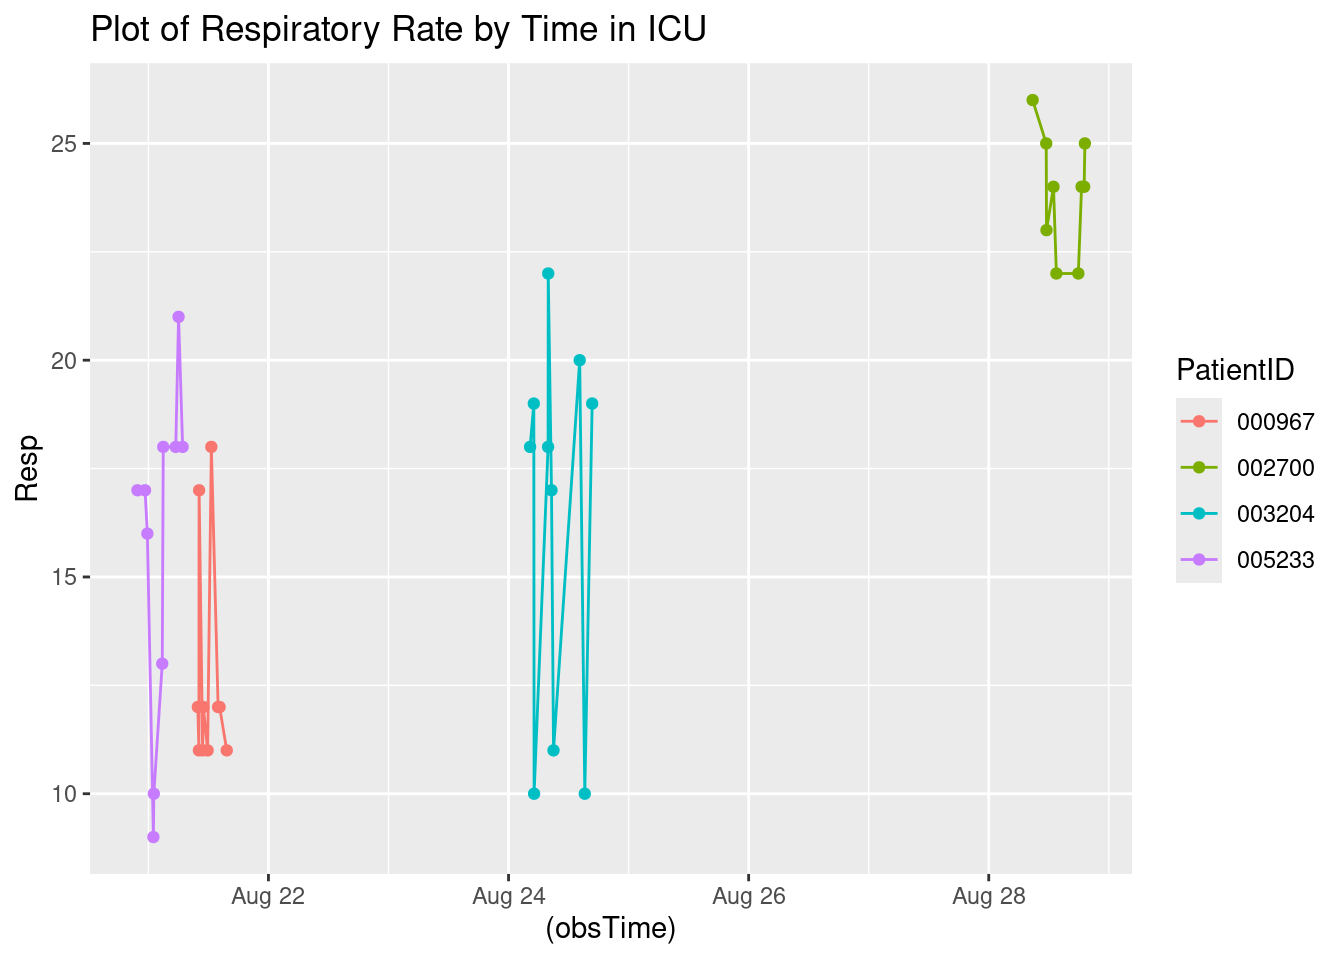 Plot of Respiratory Rate by Time in ICU
Resp
25
20
15
10
Aug 22
Aug 24
Aug 26
Aug 28
(obsTime)
PatientID
000967
002700
003204
005233